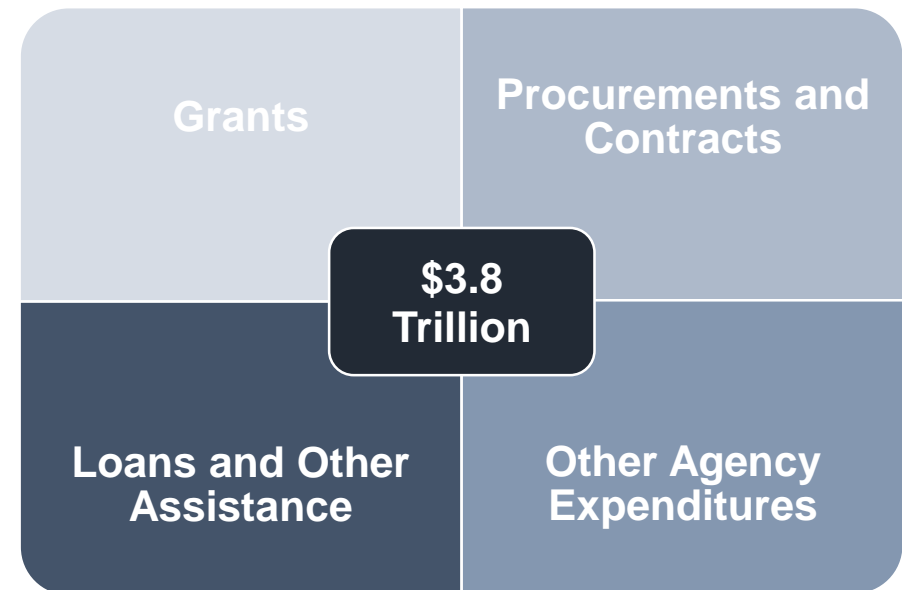 Grants
Procurements and
Contracts
$3.8
Trillion
Loans and Other
Assistance
Other Agency
Expenditures